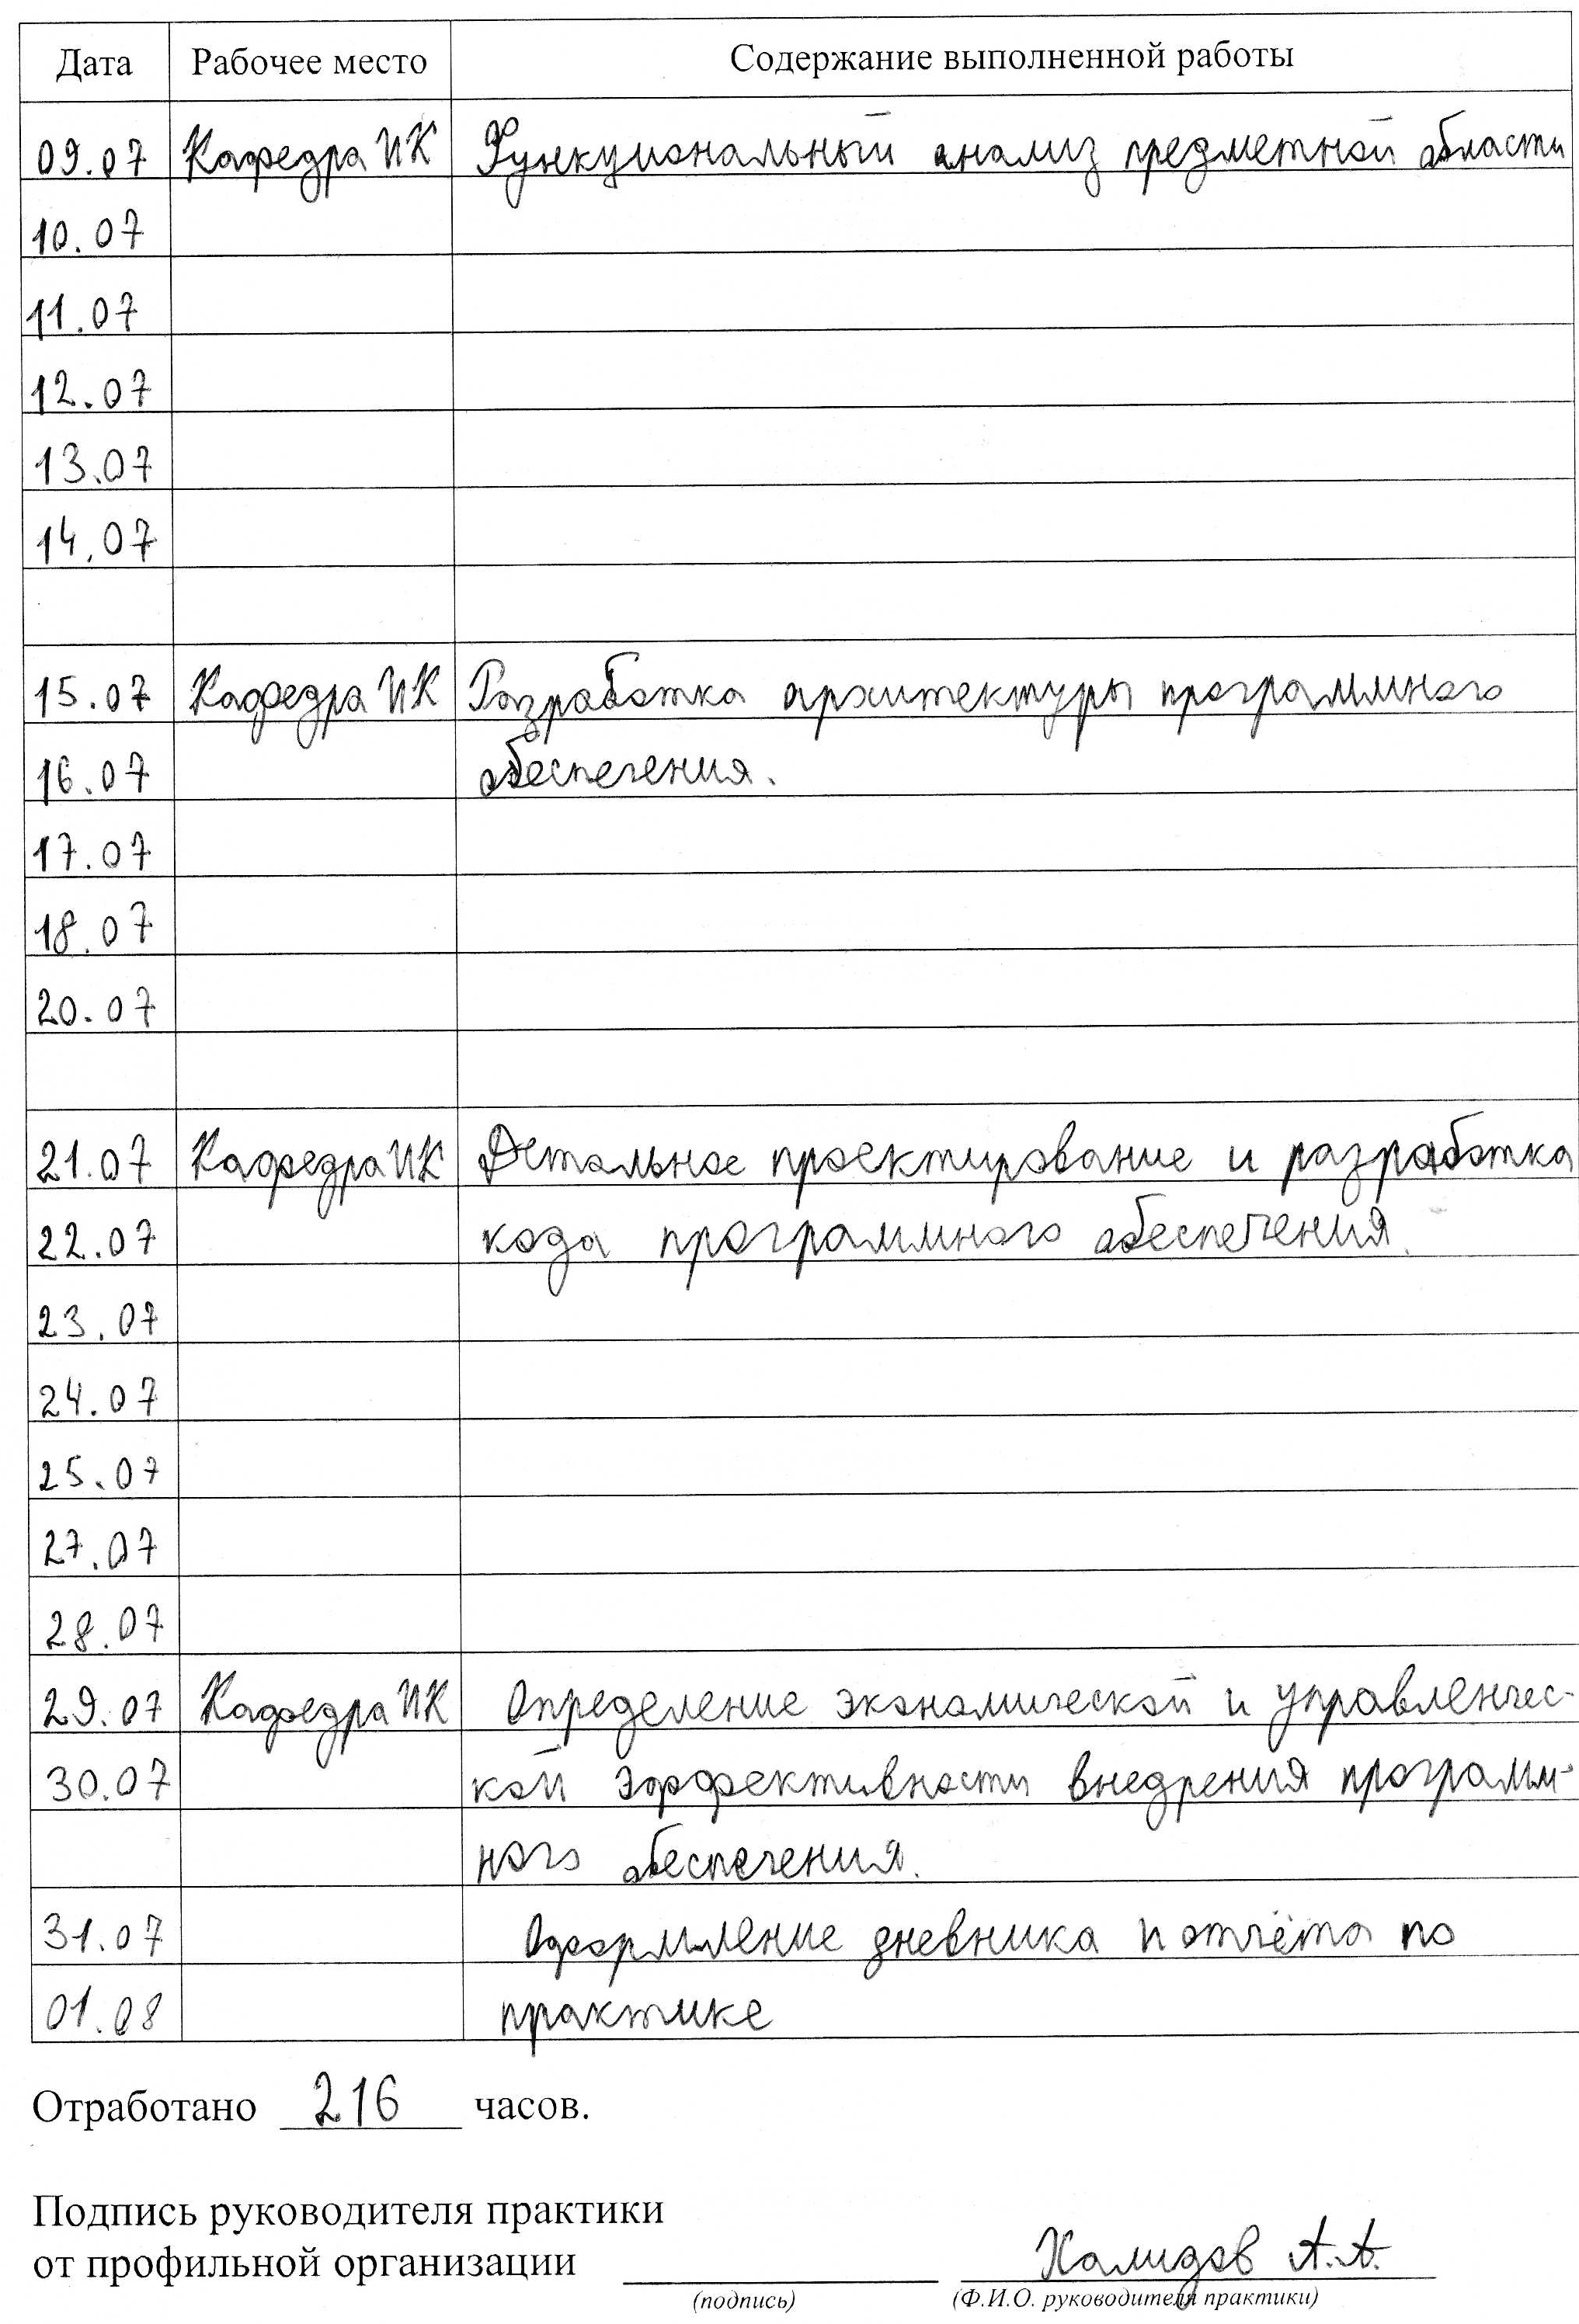 Дата Рабочее место Содержание выполненной работы
09.07 Кафедра ИК Функциональный анализ предметной области
10.07
11.07
12.07
13.07
14.07
15.07 Кафедра ИК Разработка архитектуры программного
16.07 обеспечения.
17.07
18.07
20.07
21.07 Кафедра ИК Детальное проектирование и разработка
22.07 кода программного обеспечения.
23.07
24.07
25.07
27.07
28.07
29.07 Кафедра ИК Определение экономической и управленчес-
30.07 кой эффективности внедрения программ-
ного обеспечения.
31.07 Оформление дневника и отчёта по
01.08 практике
Отработано 216 часов.
Подпись руководителя практики
от профильной организации Халидов А.А.
(подпись) (Ф.И.О. руководителя практики)